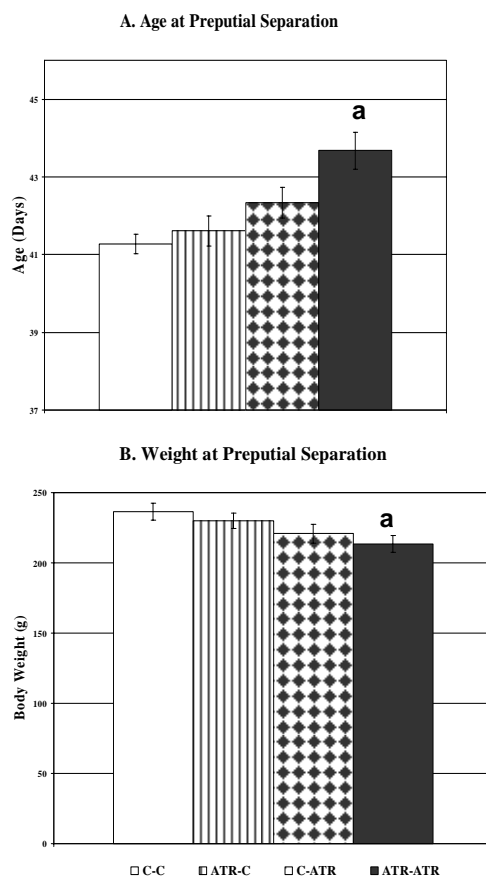 A. Age at Preputial Separation
45
a
43
41
39
37
Age (Days)
B. Weight at Preputial Separation
250
a
200
150
100
50
0
Body Weight (g)
C-C ATR-C C-ATR ATR-ATR